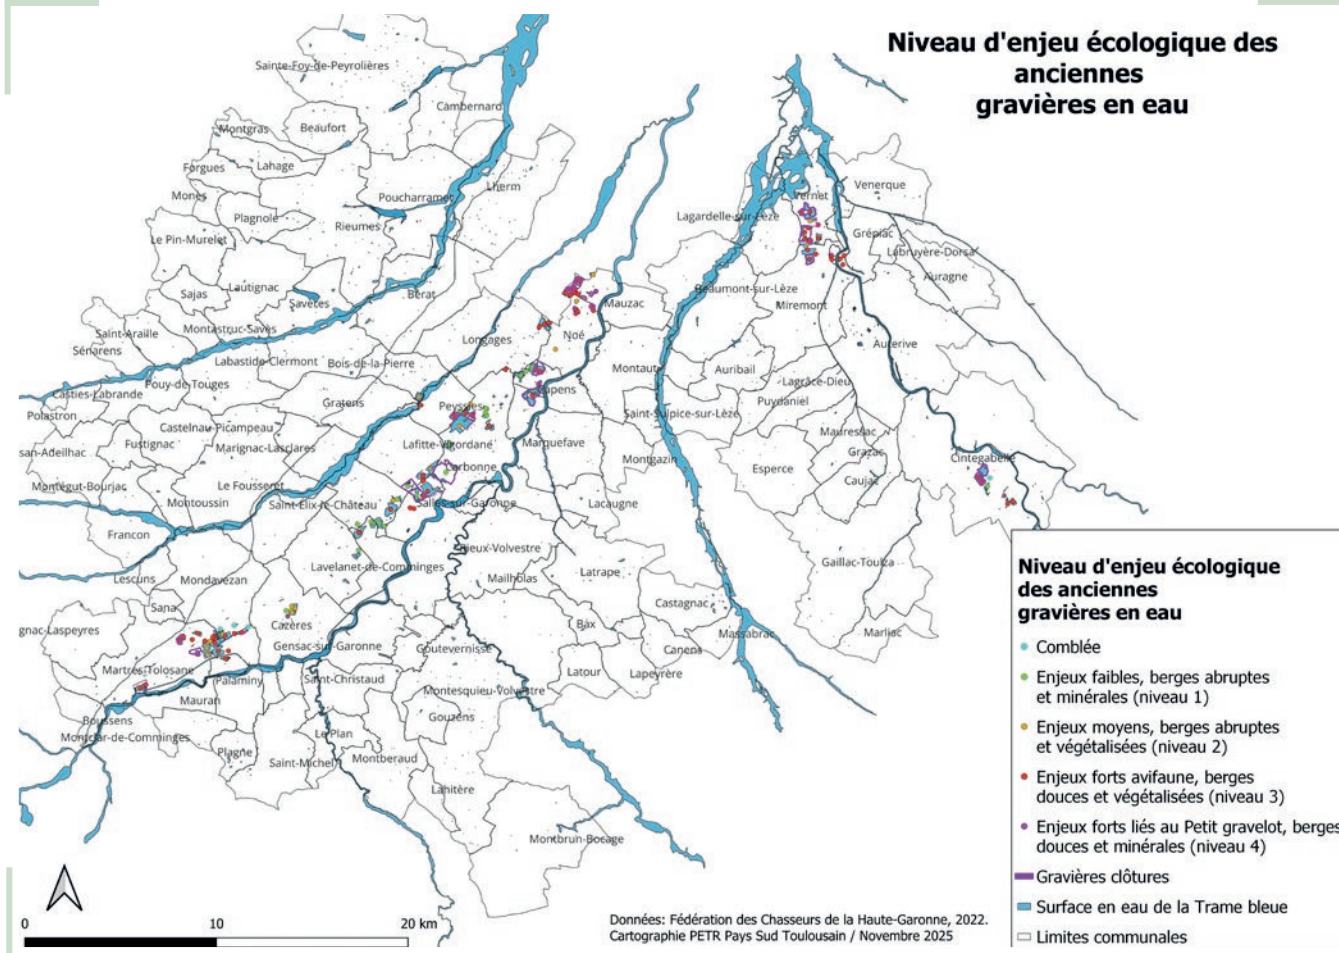 Niveau d'enjeu écologique des
anciennes
gravières en eau
Sainte-Foy-de-Peyrolières
Cambernard
Montgras
Beaufort
Forgues
Lahage
Lherm
Monès
Poucharramet
Plagnole
Rieumes
Le Pin-Murelet
Vernet
Venerque
Lagardelle-sur-Lèze
Grépiac
Labruyère-Dorsa
Auragne
Sajas
Lautignac
Savères
Bérat
Beaumont-sur-Lèze
Miremont
Mauzac
Saint-Araille
Montastruc-Savès
Longages
Noé
Auterive
Sénarens
Labastide-Clermont
Bois-de-la-Pierre
Montaut
Auribail
Pouy-de-Touges
Lagrâce-Dieu
Casties-Labrande
Gratens
Capens
Peyssies
Puydaniel
Polastron
Castelnau-Picampeau
Saint-Sulpice-sur-Lèze
Fustignac
Marignac-Lasclares
Lafitte-Vigordane
Marquefave
Mauressac
san-Adeilhac
Grazac
Montgazin
Carbonne
Esperce
Cintegabelle
Montégut-Bourjac
Le Fousseret
Caujac
Montoussin
Saint-Élix-le-Château
Salles-sur-Garonne
Lacaugne
Francon
Rieux-Volvestre
Gaillac-Toulza
Lavelanet-de-Comminges
Latrape
Lescuns
Mondavezan
Mailholas
Sana
Castagnac
gnac-Laspeyres
Cazères
Bax
Massabrac
Marliac
Gensac-sur-Garonne
Goutevernisse
Canens
Martres-Tolosane
Latour
Lapeyrère
Palaminy
Saint-Christaud
Montesquieu-Volvestre
Mauran
Gouzens
Boussens
Montclar-de-Comminges
Le Plan
Plagne
Saint-Michel
Montberaud
Lahitère
Montbrun-Bocage
Niveau d'enjeu écologique
des anciennes
gravières en eau
Comblée
Enjeux faibles, berges abruptes
et minérales (niveau 1)
Enjeux moyens, berges abruptes
et végétalisées (niveau 2)
Enjeux forts avifaune, berges
douces et végétalisées (niveau 3)
Enjeux forts liés au Petit gravelot, berges
douces et minérales (niveau 4)
Gravières clôtures
Surface en eau de la Trame bleue
Limites communales
0 10 20 km
Données: Fédération des Chasseurs de la Haute-Garonne, 2022.
Cartographie PETR Pays Sud Toulousain / Novembre 2025